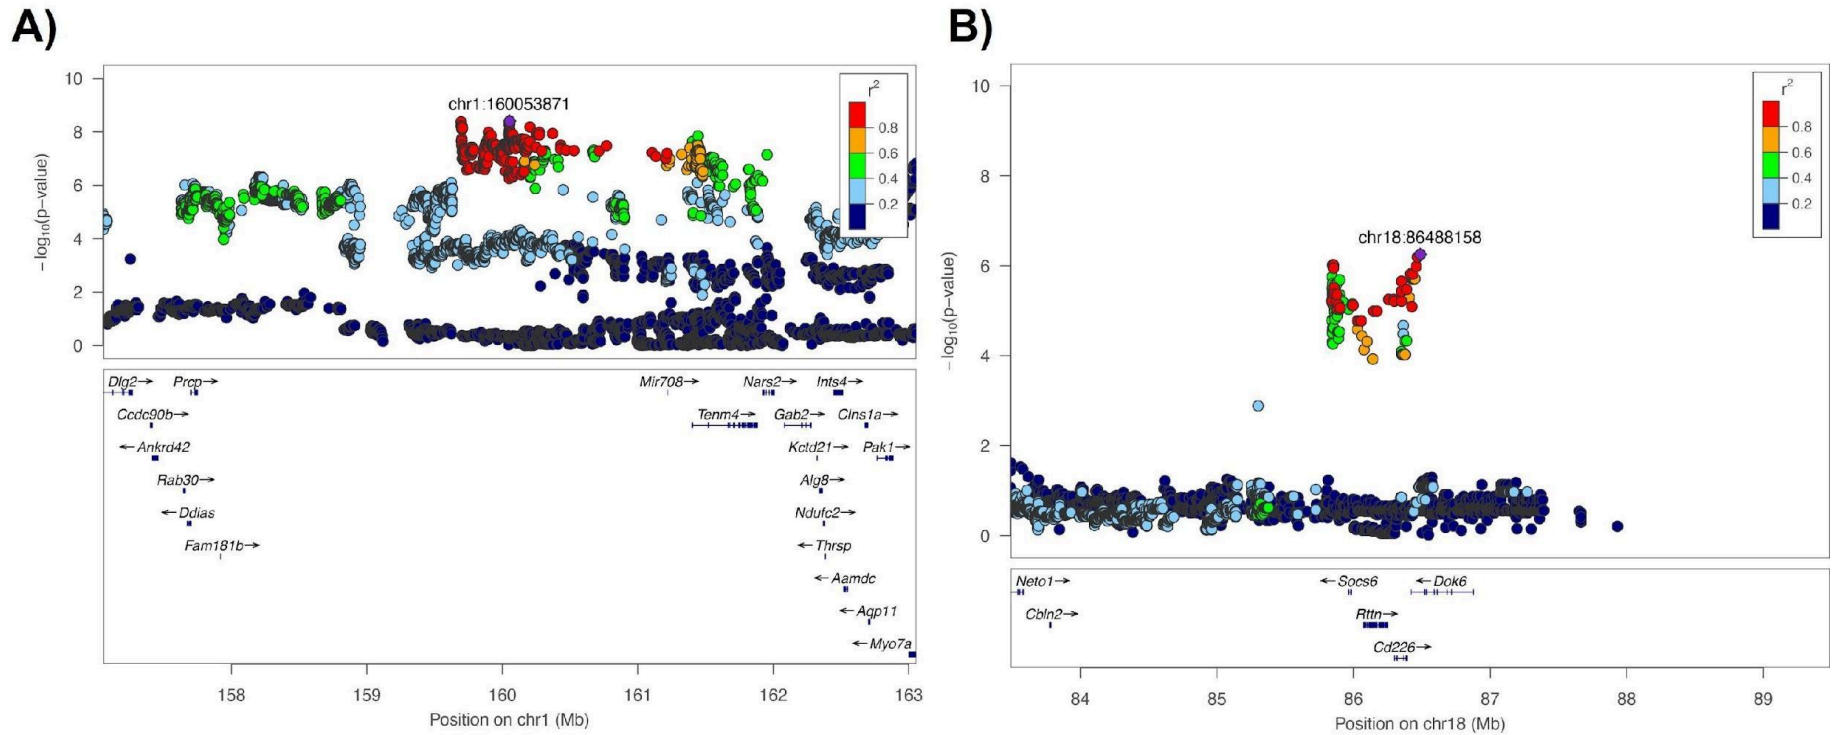 A)
10
8
6
4
2
0
−log10(p−value)
chr1:160053871
r2
0.8
0.6
0.4
0.2
Dlg2→ Prcp→ Mir708→ Nars2→ Ints4→
Ccdc90b→ Tenm4→ Gab2→ Clns1a→
←Ankrd42 Kctd21→ Pak1→
Rab30→ Alg8→
←Ddias Ndufc2→
Fam181b→ ←Thrsp
←Aamdc
←Aqp11
←Myo7a
158 159 160 161 162 163
Position on chr1 (Mb)
B)
10
8
6
4
2
0
−log10(p−value)
chr18:86488158
r2
0.8
0.6
0.4
0.2
Neto1→ ←Socs6 ←Dok6
Cbln2→ Rttn→
Cd226→
84 85 86 87 88 89
Position on chr18 (Mb)